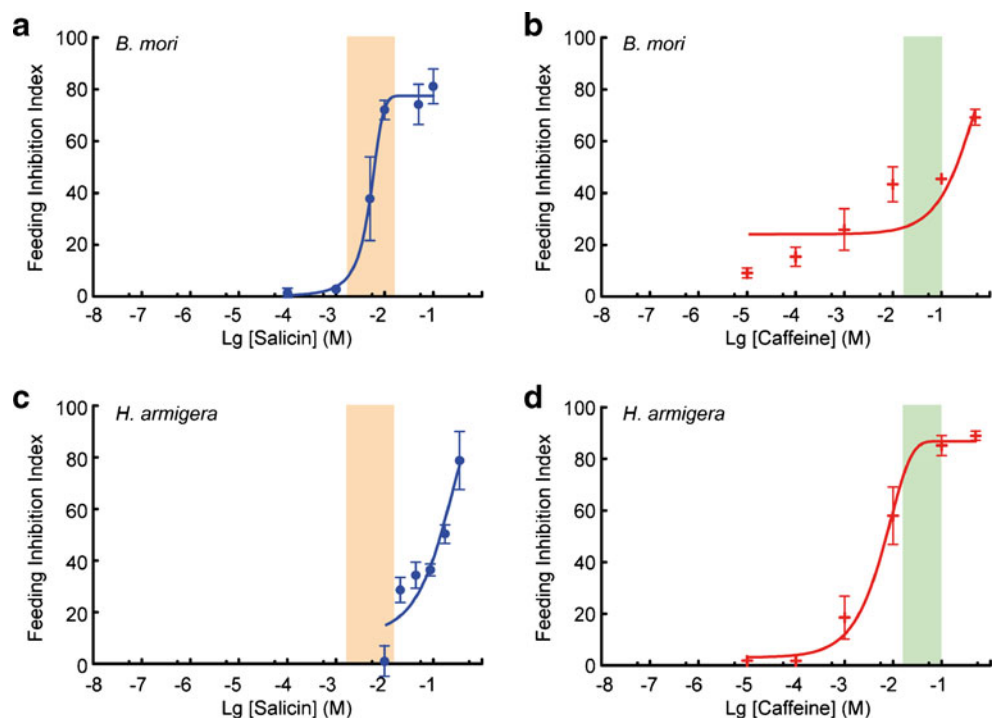 a
B. mori
Feeding Inhibition Index
100
80
60
40
20
0
-8 -7 -6 -5 -4 -3 -2 -1
Lg [Salicin] (M)
b
B. mori
Feeding Inhibition Index
100
80
60
40
20
0
-8 -7 -6 -5 -4 -3 -2 -1
Lg [Caffeine] (M)
c
H. armigera
Feeding Inhibition Index
100
80
60
40
20
0
-8 -7 -6 -5 -4 -3 -2 -1
Lg [Salicin] (M)
d
H. armigera
Feeding Inhibition Index
100
80
60
40
20
0
-8 -7 -6 -5 -4 -3 -2 -1
Lg [Caffeine] (M)